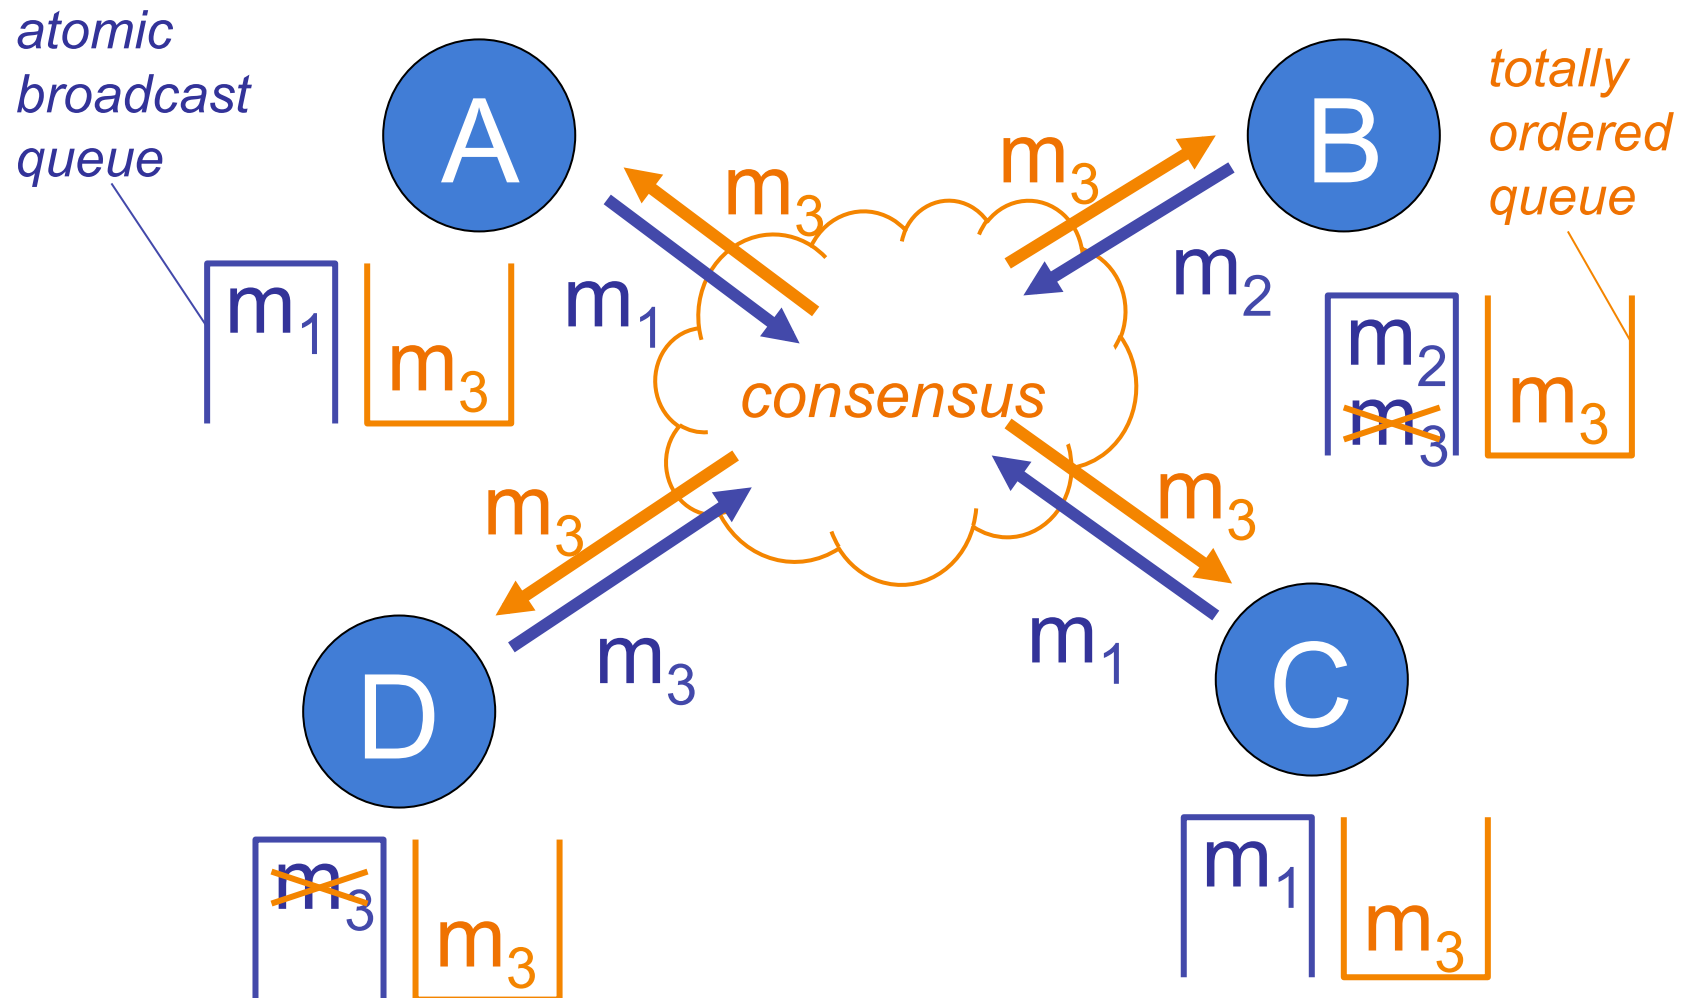 atomic
broadcast
queue
A
B
totally
ordered
queue
m3
m3
m1
m2
m1
m3
m2
m3
m3
consensus
m3
m3
m3
m1
D
C
m3
m3
m1
m3